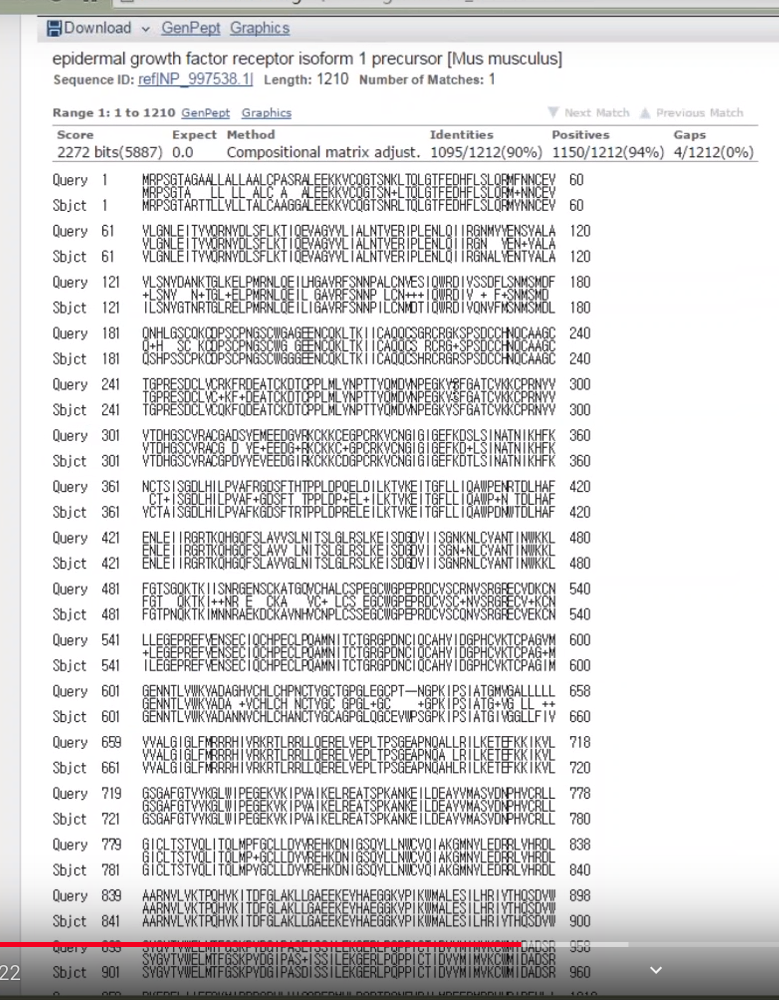 Download GenPept Graphics
epidermal growth factor receptor isoform 1 precursor [Mus musculus]
Sequence ID: ref|NP_997538.1| Length: 1210 Number of Matches: 1
Range 1: 1 to 1210 GenPept Graphics Next Match Previous Match
Score Expect Method Identities Positives Gaps
2272 bits(5887) 0.0 Compositional matrix adjust. 1095/1212(90%) 1150/1212(94%) 4/1212(0%)
Query 1 MRPSGTAGAALLALLAALCPASRALEEKKVCQGTSNKLTQLGTFEDHFLSLQRMFNNCEV 60
MRPSGTA LL LL ALC A ALEEKKVCQGTSN+LTQLGTFEDHFLSLQRM+NNCEV
Sbjct 1 MRPSGTARTTLLVLLTALCAAGGALEEKKVCQGTSNRLTQLGTFEDHFLSLQRMYNNCEV 60
Query 61 VLGNLEITYVQRNYDLSFLKTIQEVAGYVLIALNTVERIPLENLQIIRGNMYYENSYALA 120
VLGNLEITYVQRNYDLSFLKTIQEVAGYVLIALNTVERIPLENLQIIRGN YEN+YALA
Sbjct 61 VLGNLEITYVQRNYDLSFLKTIQEVAGYVLIALNTVERIPLENLQIIRGNALYENTYALA 120
Query 121 VLSNYDANKTGLKELPMRNLQEILHGAVRFSNNPALCNVESIQWRDIVSSDFLSNMSMDF 180
+LSNY N+TGL+ELPMRNLQEIL GAVRFSNNP LCN+++IQWRDIV + F+SNMSMD
Sbjct 121 ILSNYGTNRTGLRELPMRNLQEILIGAVRFSNNPILCNMDTIQWRDIVQNVFMSNMSMDL 180
Query 181 QNHLGSCQKCDPSCPNGSCWGAGEENCQKLTKIICAQQCSGRCRGKSPSDCCHNQCAAGC 240
Q+H SC KCDPSCPNGSCWG GEENCQKLTKIICAQQCS RCRG+SPSDCCHNQCAAGC
Sbjct 181 QSHPSSCPKCDPSCPNGSCWGGGEENCQKLTKIICAQQCSHRCRGRSPSDCCHNQCAAGC 240
Query 241 TGPRESDCLVCRKFRDEATCKDTCPPLMLYNPTTYQMDVNPEGKYSFGATCVKKCPRNYV 300
TGPRESDCLVC+KF+DEATCKDTCPPLMLYNPTTYQMDVNPEGKYSFGATCVKKCPRNYV
Sbjct 241 TGPRESDCLVCQKFQDEATCKDTCPPLMLYNPTTYQMDVNPEGKYSFGATCVKKCPRNYV 300
Query 301 VTDHGSCVRACGADSYEMEEDGVRKCKKCEGPCRKVCNGIGIGEFKDSLSINATNIKHFK 360
VTDHGSCVRACG D YE+EEDG+RKCKKC+GPCRKVCNGIGIGEFKD+LSINATNIKHFK
Sbjct 301 VTDHGSCVRACGPDYYEVEEDGIRKCKKCDGPCRKVCNGIGIGEFKDTLSINATNIKHFK 360
Query 361 NCTSISGDLHILPVAFRGDSFTHTPPLDPQELDILKTVKEITGFLLIQAWPENRTDLHAF 420
CT+ISGDLHILPVAF+GDSFT TPPLDP+EL+ILKTVKEITGFLLIQAWP+N TDLHAF
Sbjct 361 YCTAISGDLHILPVAFKGDSFTRTPPLDPRELEILKTVKEITGFLLIQAWPDNWTDLHAF 420
Query 421 ENLEIIRGRTKQHGQFSLAVVSLNITSLGLRSLKEISDGDVIISGNKNLCYANTINWKKL 480
ENLEIIRGRTKQHGQFSLAVV LNITSLGLRSLKEISDGDVIISGN+NLCYANTINWKKL
Sbjct 421 ENLEIIRGRTKQHGQFSLAVVGLNITSLGLRSLKEISDGDVIISGNRNLCYANTINWKKL 480
Query 481 FGTSGQKTKIISNRGENSCKATGQVCHALCSPEGCWGPEPRDCVSCRNVSRGRECVDKCN 540
FGT QKTKI++NR E CKA VC+ LCS EGCWGPEPRDCVSC+NVSRGRECV+KCN
Sbjct 481 FGTPNQKTKIMNNRAEKDCKAVNHVCNPLCSSEGCWGPEPRDCVSCQNVSRGRECVEKCN 540
Query 541 LLEGEPREFVENSECIQCHPECLPQAMNITCTGRGPDNCIQCAHYIDGPHCVKTCPAGVM 600
+LEGEPREFVENSECIQCHPECLPQAMNITCTGRGPDNCIQCAHYIDGPHCVKTCPAG+M
Sbjct 541 ILEGEPREFVENSECIQCHPECLPQAMNITCTGRGPDNCIQCAHYIDGPHCVKTCPAGIM 600
Query 601 GENNTLVWKYADAGHVCHLCHPNCTYGCTGPGLEGCPT--NGPKIPSIATGMVGALLLLL 658
GENNTLVWKYADA +VCHLCH NCTYGC GPGL+GC +GPKIPSIATG+VG LL ++
Sbjct 601 GENNTLVWKYADANNVCHLCHANCTYGCAGPGLQGCEVWPSGPKIPSIATGIVGGLLFIV 660
Query 659 VVALGIGLFMRRRHIVRKRTLRRLLQERELVEPLTPSGEAPNQALLRILKETEFKKIKVL 718
VVALGIGLFMRRRHIVRKRTLRRLLQERELVEPLTPSGEAPNQA LRILKETEFKKIKVL
Sbjct 661 VVALGIGLFMRRRHIVRKRTLRRLLQERELVEPLTPSGEAPNQAHLRILKETEFKKIKVL 720
Query 719 GSGAFGTVYKGLWIPEGEKVKIPVAIKELREATSPKANKEILDEAYVMASVDNPHVCRLL 778
GSGAFGTVYKGLWIPEGEKVKIPVAIKELREATSPKANKEILDEAYVMASVDNPHVCRLL
Sbjct 721 GSGAFGTVYKGLWIPEGEKVKIPVAIKELREATSPKANKEILDEAYVMASVDNPHVCRLL 780
Query 779 GICLTSTVQLITQLMPFGCLLDYVREHKDNIGSQYLLNWCVQIAKGMNYLEDRRLVHRDL 838
GICLTSTVQLITQLMP+GCLLDYVREHKDNIGSQYLLNWCVQIAKGMNYLEDRRLVHRDL
Sbjct 781 GICLTSTVQLITQLMPYGCLLDYVREHKDNIGSQYLLNWCVQIAKGMNYLEDRRLVHRDL 840
Query 839 AARNVLVKTPQHVKITDFGLAKLLGAEEKEYHAEGGKVPIKWMALESILHRIYTHQSDVW 898
AARNVLVKTPQHVKITDFGLAKLLGAEEKEYHAEGGKVPIKWMALESILHRIYTHQSDVW
Sbjct 841 AARNVLVKTPQHVKITDFGLAKLLGAEEKEYHAEGGKVPIKWMALESILHRIYTHQSDVW 900
Query 899 SYGVTVWELMTFGSKPYDGIPASEISSILEKGERLPQPPICTIDVYMIMVKCWMIDADSR 958
SYGVTVWELMTFGSKPYDGIPAS+ISSILEKGERLPQPPICTIDVYMIMVKCWMIDADSR
Sbjct 901 SYGVTVWELMTFGSKPYDGIPASDISSILEKGERLPQPPICTIDVYMIMVKCWMIDADSR 960
22